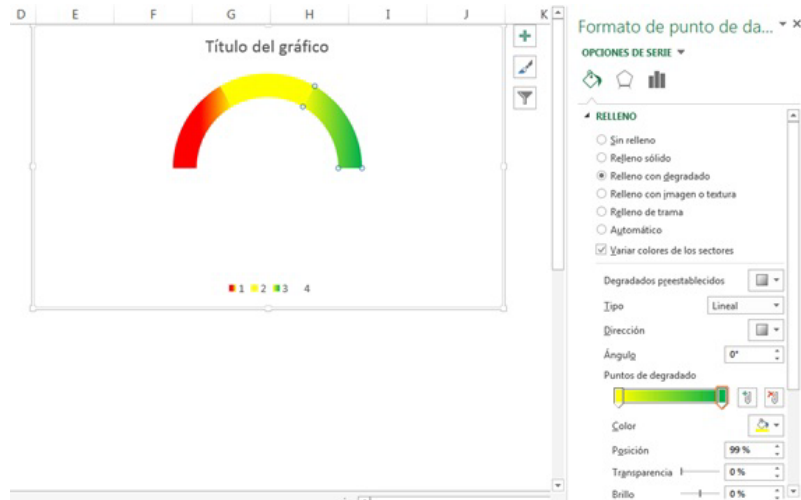 D E F G H I J K
Título del gráfico
1 2 3 4
Formato de punto de da...
OPCIONES DE SERIE
RELLENO
Sin relleno
Relleno sólido
Relleno con degradado
Relleno con imagen o textura
Relleno de trama
Automático
Variar colores de los sectores
Degradados preestablecidos
Tipo Lineal
Dirección
Ángulo 0°
Puntos de degradado
Color
Posición 99 %
Transparencia 0 %
Brillo 0 %